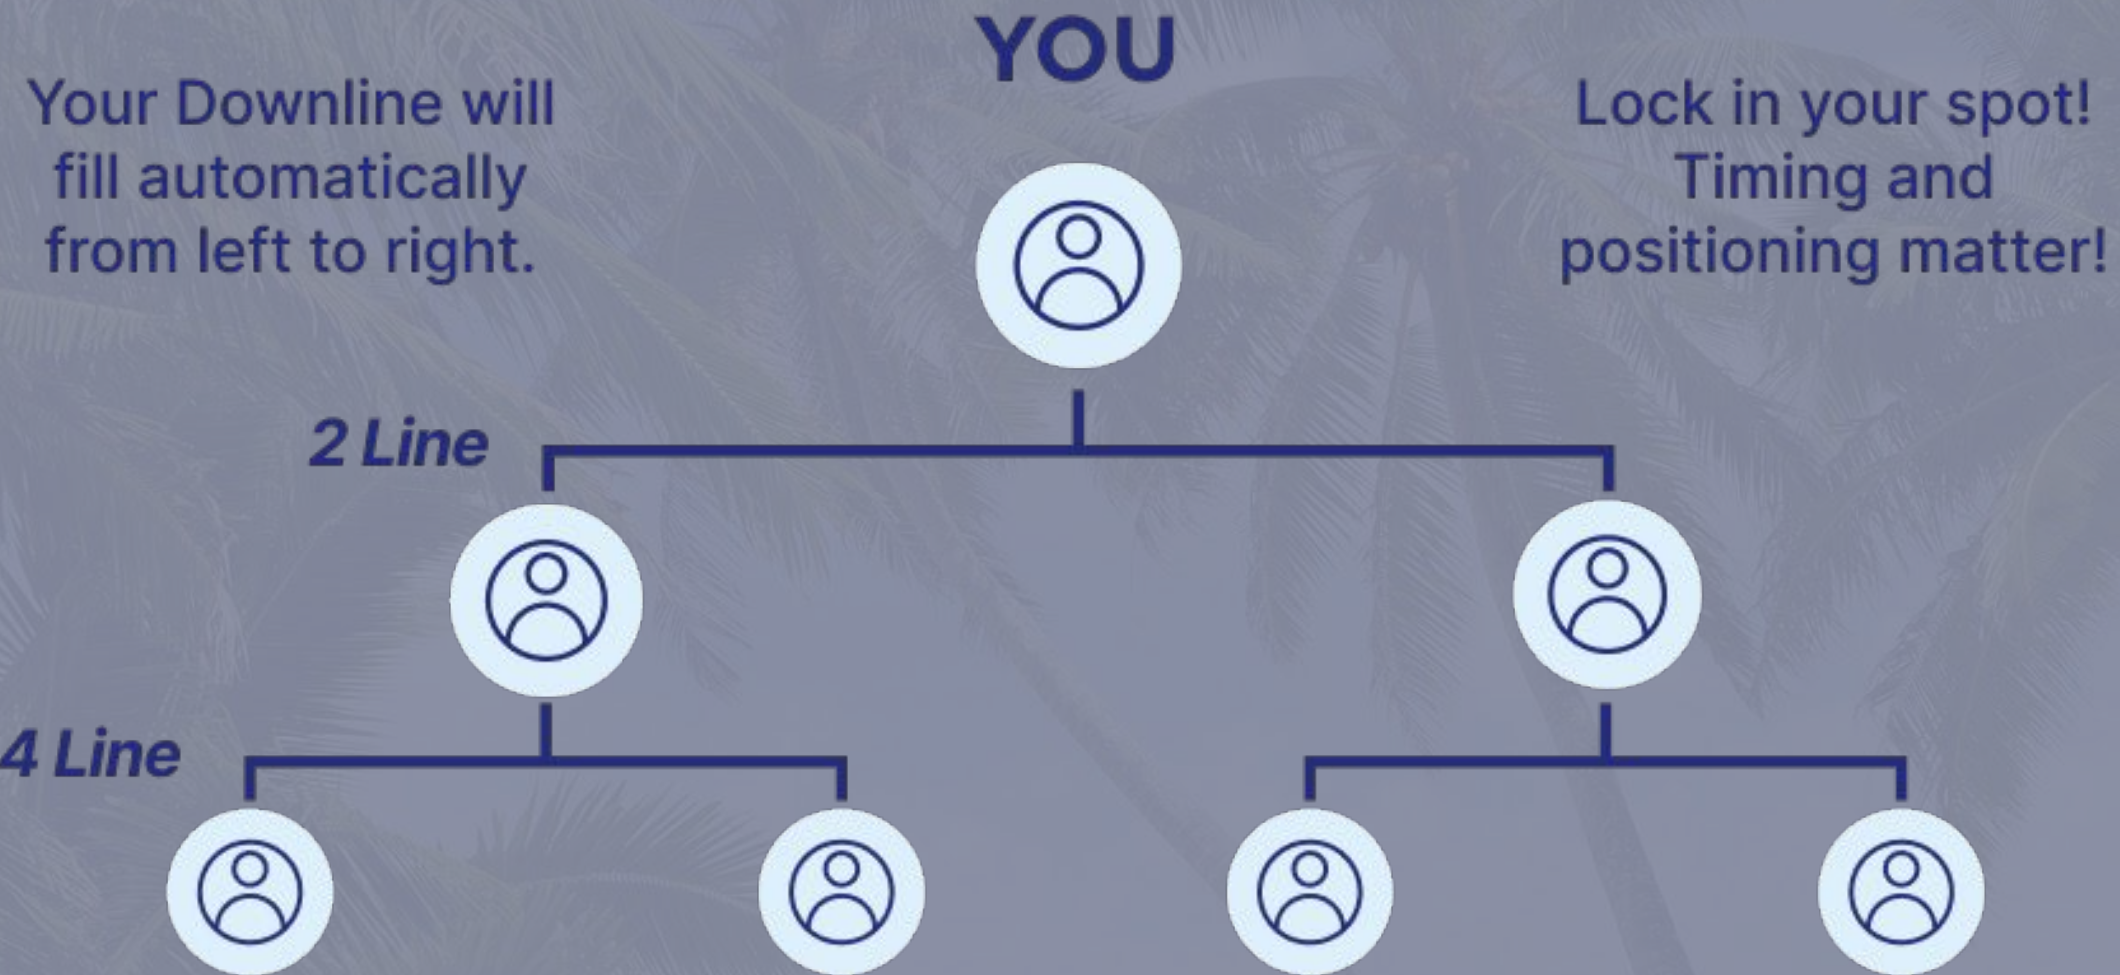 YOU
Your Downline will
fill automatically
from left to right.
Lock in your spot!
Timing and
positioning matter!
2 Line
4 Line